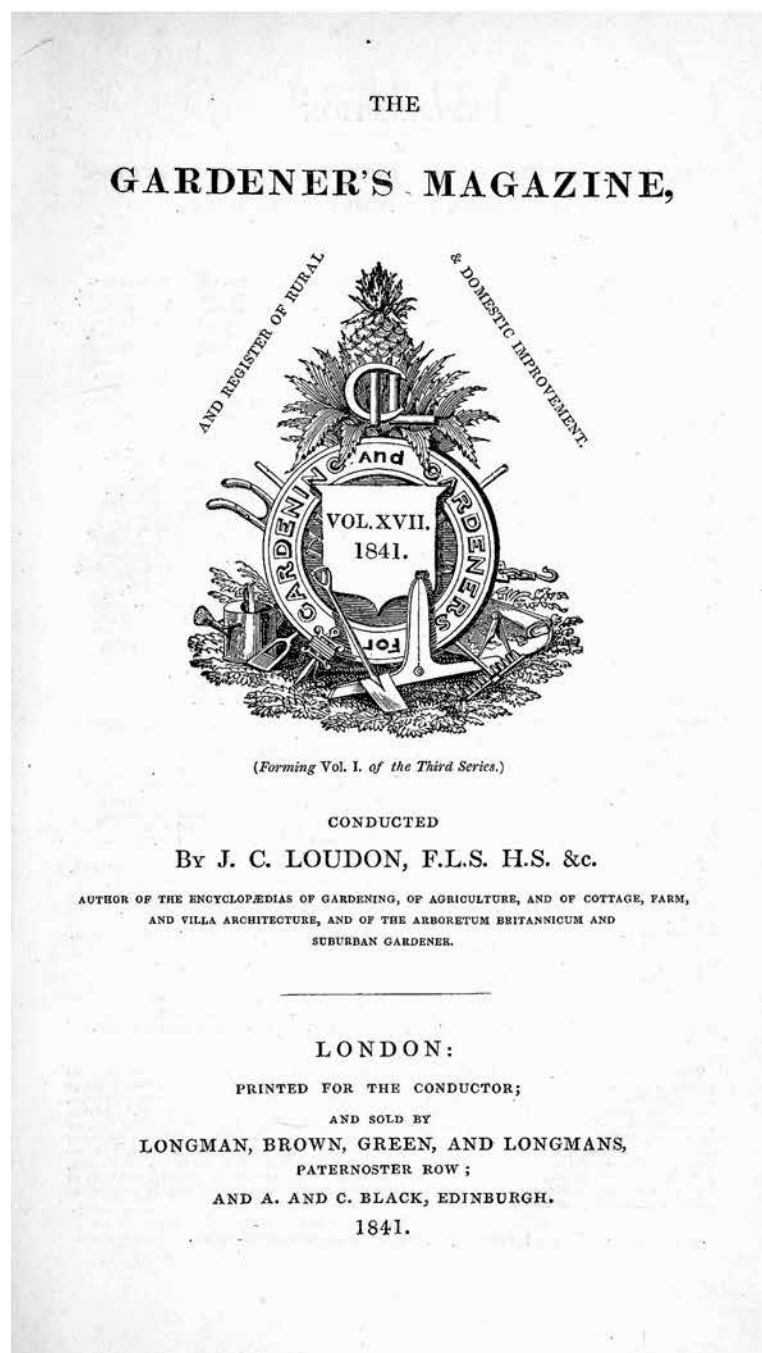 THE
GARDENER'S MAGAZINE,
AND REGISTER OF RURAL
& DOMESTIC IMPROVEMENT.
GARDENING And GARDENERS
VOL. XVII.
1841.
For
(Forming Vol. I. of the Third Series.)
CONDUCTED
BY J. C. LOUDON, F.L.S. H.S. &c.
AUTHOR OF THE ENCYCLOPÆDIAS OF GARDENING, OF AGRICULTURE, AND OF COTTAGE, FARM,
AND VILLA ARCHITECTURE, AND OF THE ARBORETUM BRITANNICUM AND
SUBURBAN GARDENER.
LONDON:
PRINTED FOR THE CONDUCTOR;
AND SOLD BY
LONGMAN, BROWN, GREEN, AND LONGMANS,
PATERNOSTER ROW;
AND A. AND C. BLACK, EDINBURGH.
1841.